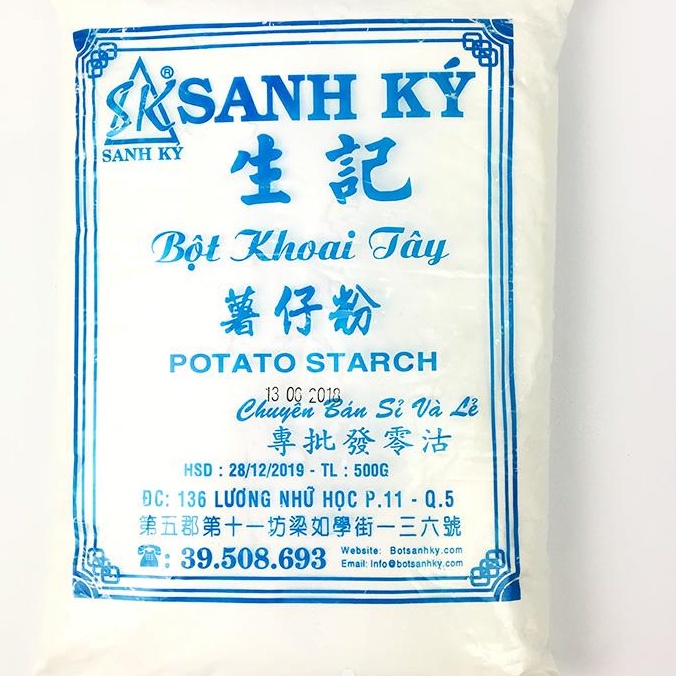 SK®
SANH KÝ
SANH KÝ
生記
Bột Khoai Tây
薯仔粉
POTATO STARCH
13 06 2018
Chuyên Bán Sỉ Và Lẻ
專批發零沽
HSD : 28/12/2019 - TL : 500G
ĐC: 136 LƯƠNG NHỮ HỌC P.11 - Q.5
第五郡第十一坊梁如學街一三六號
☎: 39.508.693
Website: Botsanhky.com
Email: Info@botsanhky.com